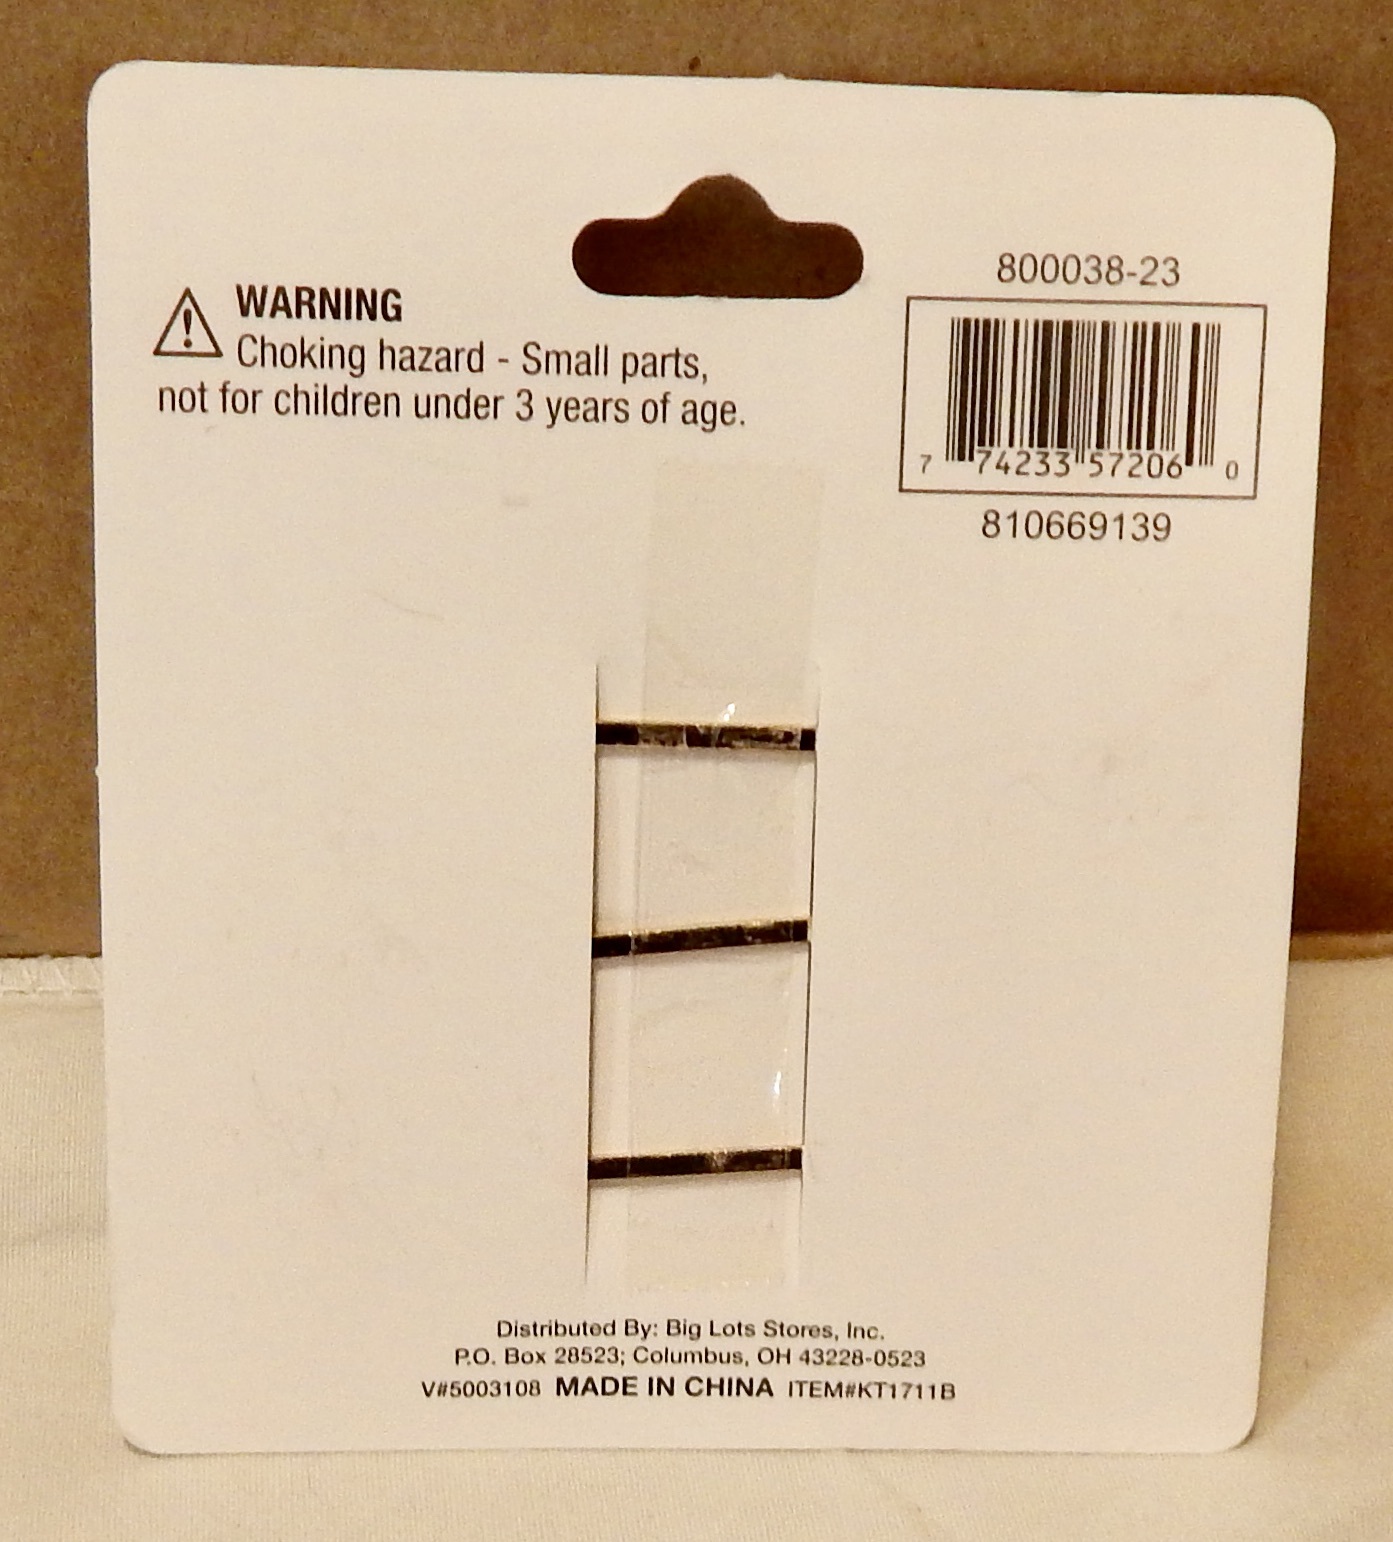 WARNING
Choking hazard - Small parts,
not for children under 3 years of age.
800038-23
7 74233 57206 0
810669139
Distributed By: Big Lots Stores, Inc.
P.O. Box 28523; Columbus, OH 43228-0523
V#5003108 MADE IN CHINA ITEM#KT1711B